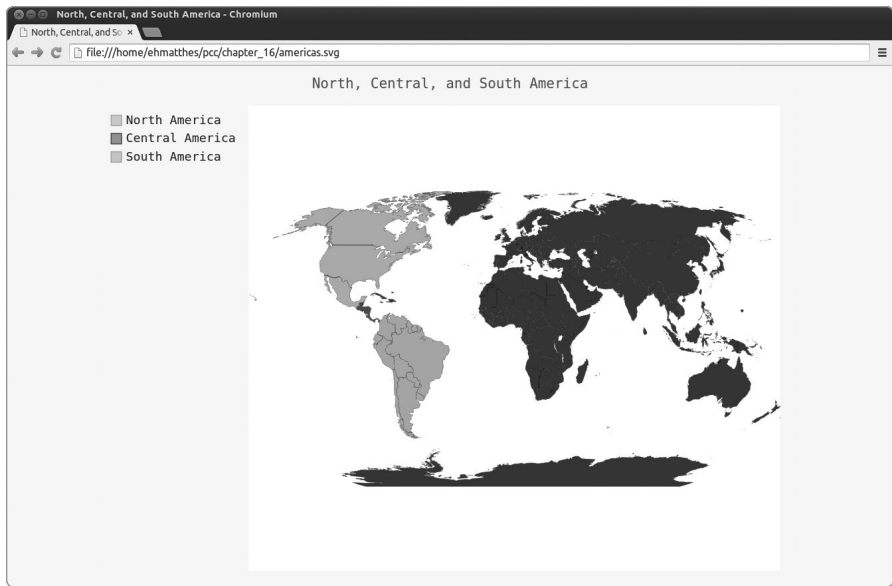 North, Central, and South America - Chromium
North, Central, and So
file:///home/ehmatthes/pcc/chapter_16/americas.svg
North, Central, and South America
North America
Central America
South America